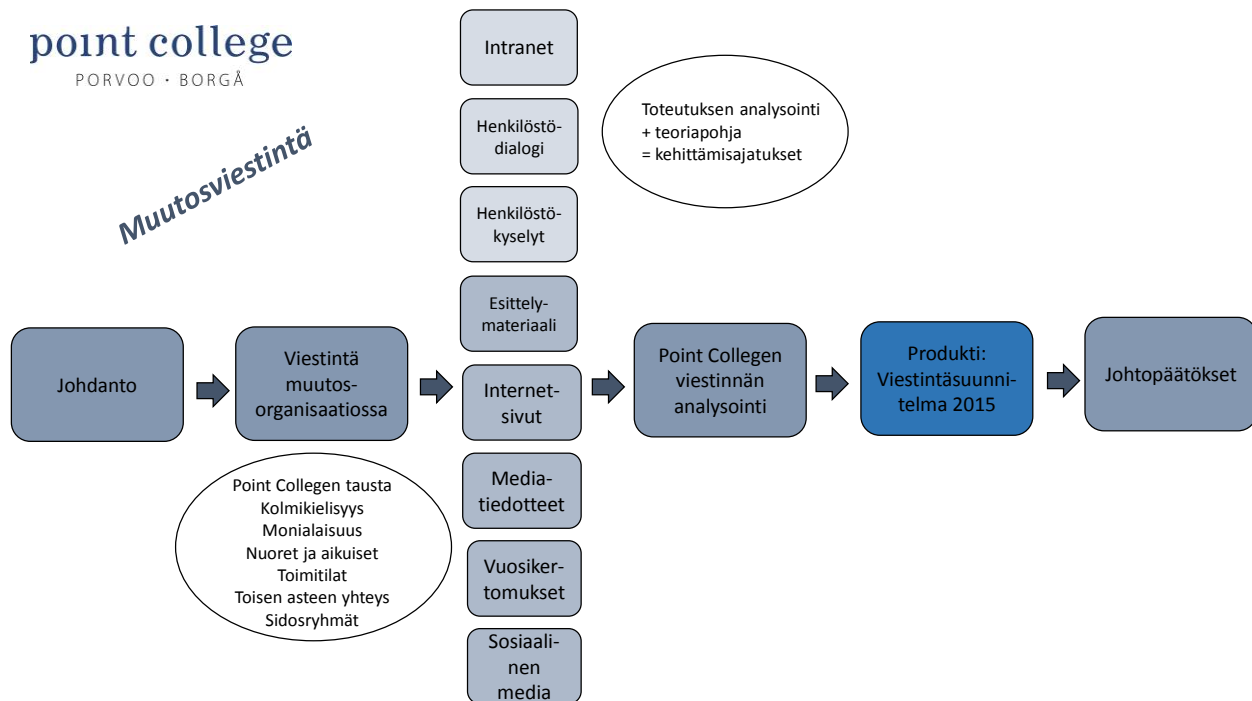 point college
PORVOO · BORGÅ
Muutosviestintä
Intranet
Henkilöstö-
dialogi
Henkilöstö-
kyselyt
Esittely-
materiaali
Internet-
sivut
Media-
tiedotteet
Vuosiker-
tomukset
Sosiaali-
nen
media
Toteutuksen analysointi
+ teoriapohja
= kehittämisajatukset
Johdanto
Viestintä
muutos-
organisaatiossa
Point Collegen
viestinnän
analysointi
Produkti:
Viestintäsuunni-
telma 2015
Johtopäätökset
Point Collegen tausta
Kolmikielisyys
Monialaisuus
Nuoret ja aikuiset
Toimitilat
Toisen asteen yhteys
Sidosryhmät